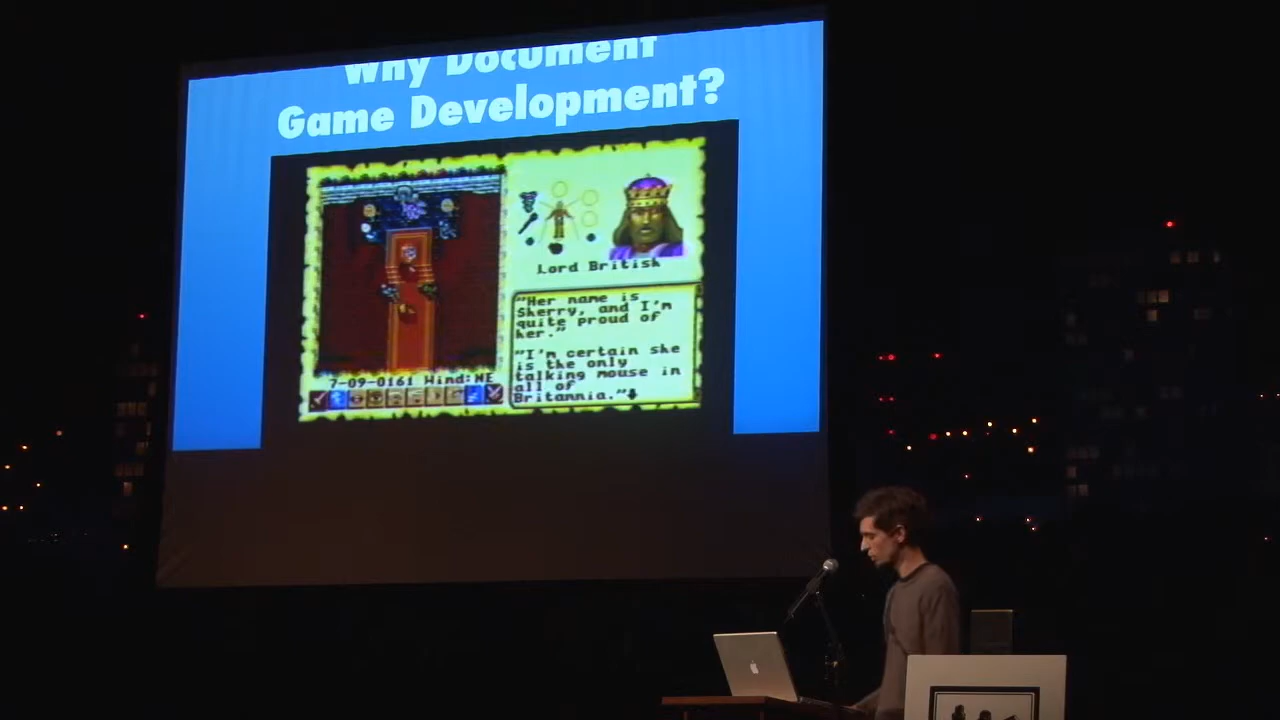 Why Document
Game Development?
Lord British
"Her name is
Sherry, and I'm
quite proud of
her."
"I'm certain she
is the only
talking mouse in
all of
Britannia."
7-09-0161 Wind:NE